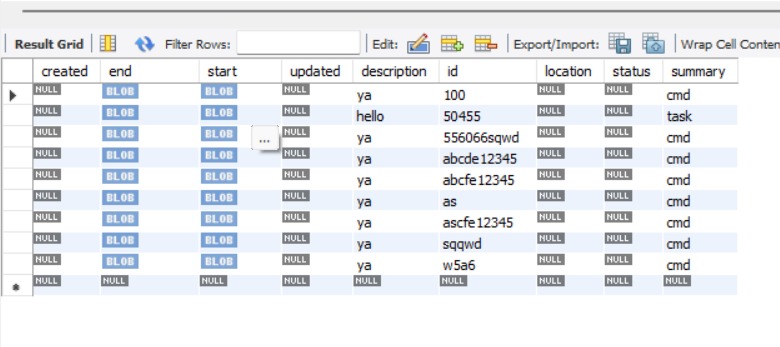 Result Grid Filter Rows: Edit: Export/Import: Wrap Cell Conten
created end start updated description id location status summary
NULL BLOB BLOB NULL ya 100 NULL NULL cmd
NULL BLOB BLOB NULL hello 50455 NULL NULL task
NULL BLOB BLOB ... NULL ya 556066sqwd NULL NULL cmd
NULL BLOB BLOB NULL ya abcde12345 NULL NULL cmd
NULL BLOB BLOB NULL ya abcfe12345 NULL NULL cmd
NULL BLOB BLOB NULL ya as NULL NULL cmd
NULL BLOB BLOB NULL ya ascfe12345 NULL NULL cmd
NULL BLOB BLOB NULL ya sqqwd NULL NULL cmd
NULL BLOB BLOB NULL ya w5a6 NULL NULL cmd
NULL NULL NULL NULL NULL NULL NULL NULL NULL